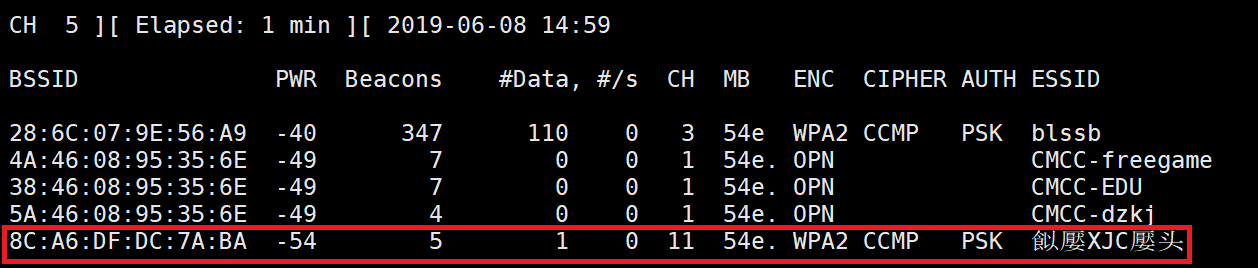 CH 5 ][ Elapsed: 1 min ][ 2019-06-08 14:59
BSSID PWR Beacons #Data, #/s CH MB ENC CIPHER AUTH ESSID
28:6C:07:9E:56:A9 -40 347 110 0 3 54e WPA2 CCMP PSK blssb
4A:46:08:95:35:6E -49 7 0 0 1 54e. OPN CMCC-freegame
38:46:08:95:35:6E -49 7 0 0 1 54e. OPN CMCC-EDU
5A:46:08:95:35:6E -49 4 0 0 1 54e. OPN CMCC-dzkj
8C:A6:DF:DC:7A:BA -54 5 1 0 11 54e. WPA2 CCMP PSK 飤壓XJC壓头